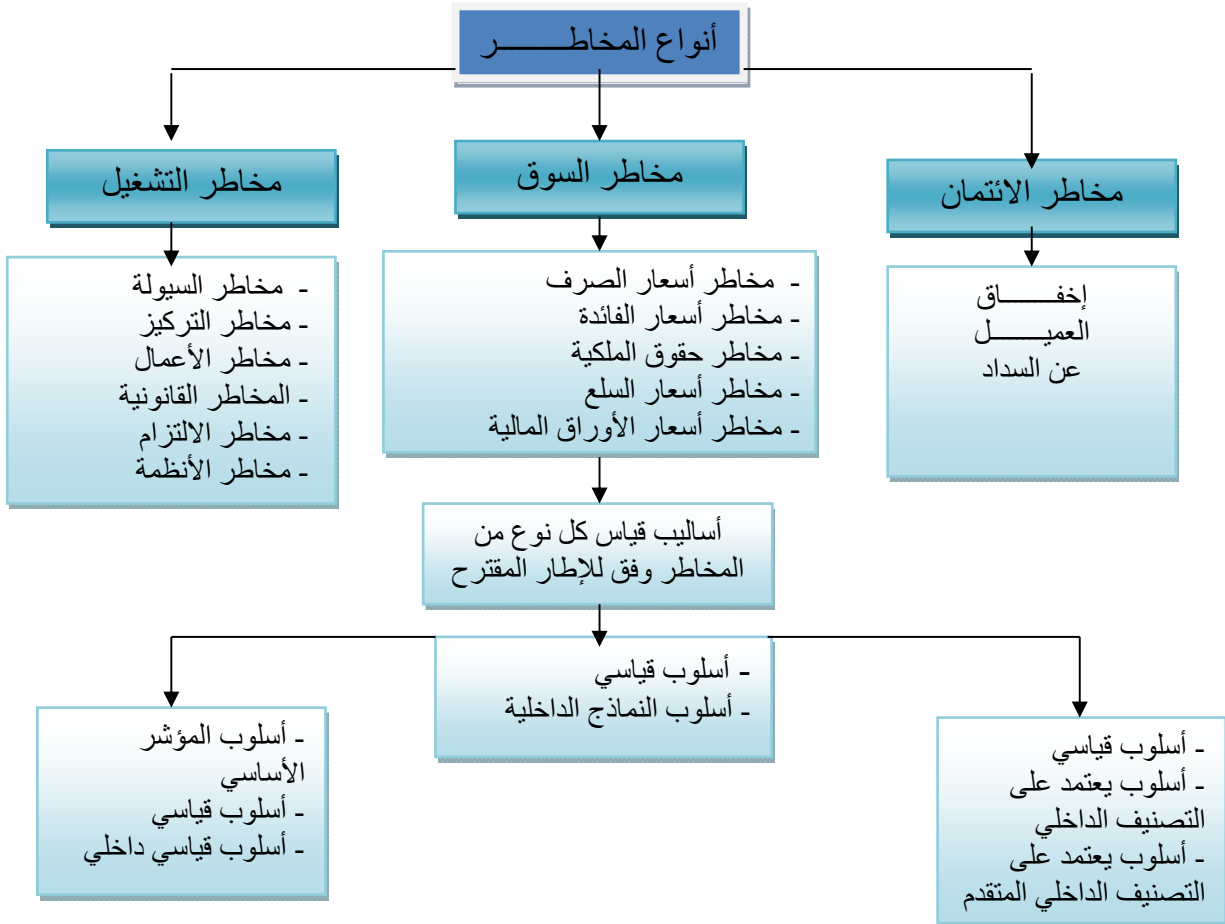 أنواع المخاطـــــــر
مخاطر الائتمان
مخاطر السوق
مخاطر التشغيل
إخفـــــــاق
العميـــــل
عن السداد
- مخاطر أسعار الصرف
- مخاطر أسعار الفائدة
- مخاطر حقوق الملكية
- مخاطر أسعار السلع
- مخاطر أسعار الأوراق المالية
- مخاطر السيولة
- مخاطر التركيز
- مخاطر الأعمال
- المخاطر القانونية
- مخاطر الالتزام
- مخاطر الأنظمة
أساليب قياس كل نوع من
المخاطر وفق للإطار المقترح
- أسلوب قياسي
- أسلوب يعتمد على
التصنيف الداخلي
- أسلوب يعتمد على
التصنيف الداخلي المتقدم
- أسلوب قياسي
- أسلوب النماذج الداخلية
- أسلوب المؤشر
الأساسي
- أسلوب قياسي
- أسلوب قياسي داخلي